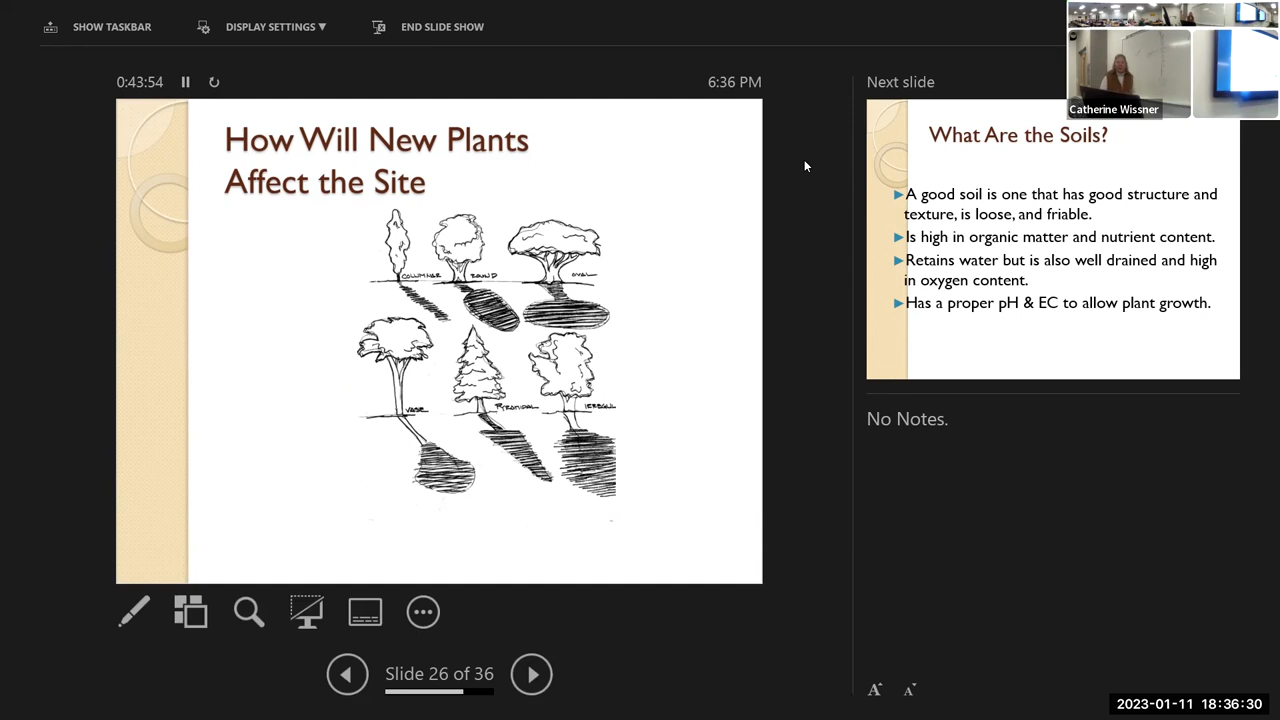 SHOW TASKBAR
DISPLAY SETTINGS ▼
END SLIDE SHOW
0:43:54
6:36 PM
Next slide
Catherine Wissner
How Will New Plants
Affect the Site
COLUMNAR
ROUND
OVAL
VASE
PYRAMIDAL
What Are the Soils?
►A good soil is one that has good structure and
texture, is loose, and friable.
►Is high in organic matter and nutrient content.
►Retains water but is also well drained and high
in oxygen content.
►Has a proper pH & EC to allow plant growth.
No Notes.
Slide 26 of 36
A A
2023-01-11 18:36:30